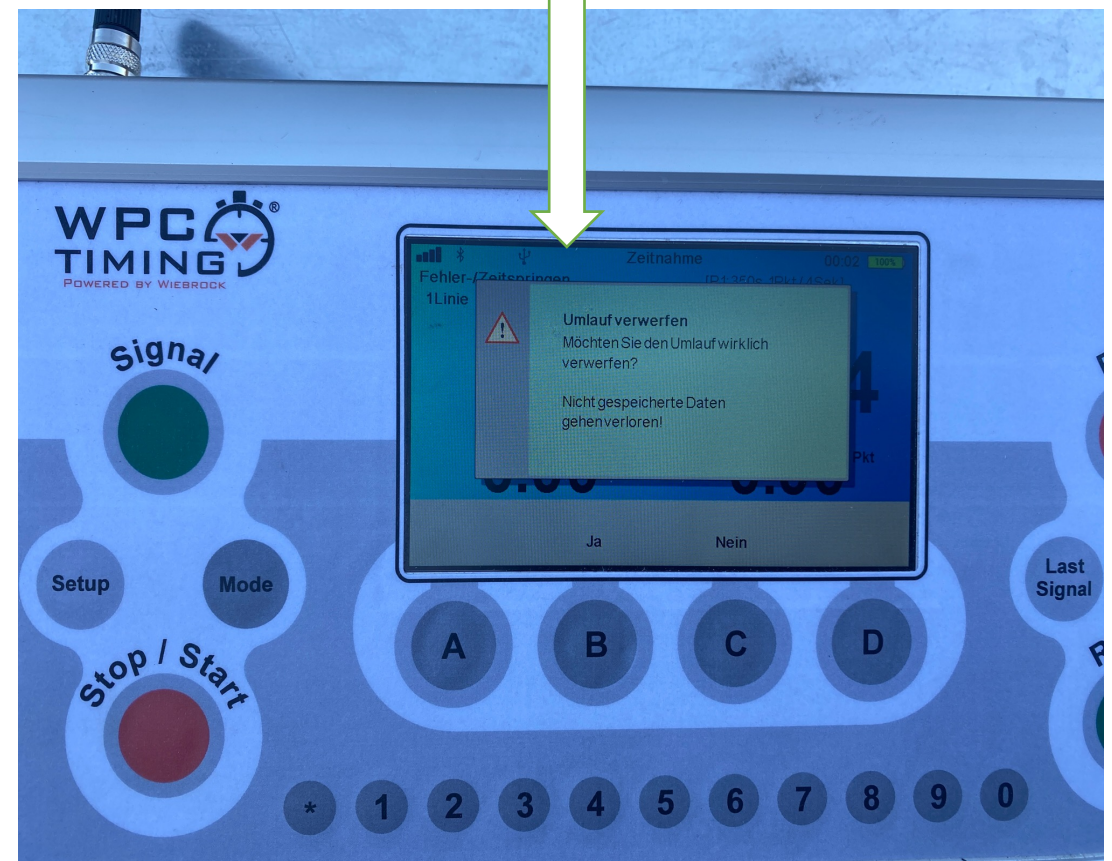 WPC
TIMING
®
POWERED BY WIEBROCK
Zeitnahme 00:02 100%
Fehler-/Zeitspringen
1Linie
Umlauf verwerfen
Möchten Sie den Umlauf wirklich
verwerfen?
Nicht gespeicherte Daten
gehen verloren!
Pkt
Ja Nein
Signal
Setup Mode
Stop / Start
A B C D
Last
Signal
* 1 2 3 4 5 6 7 8 9 0